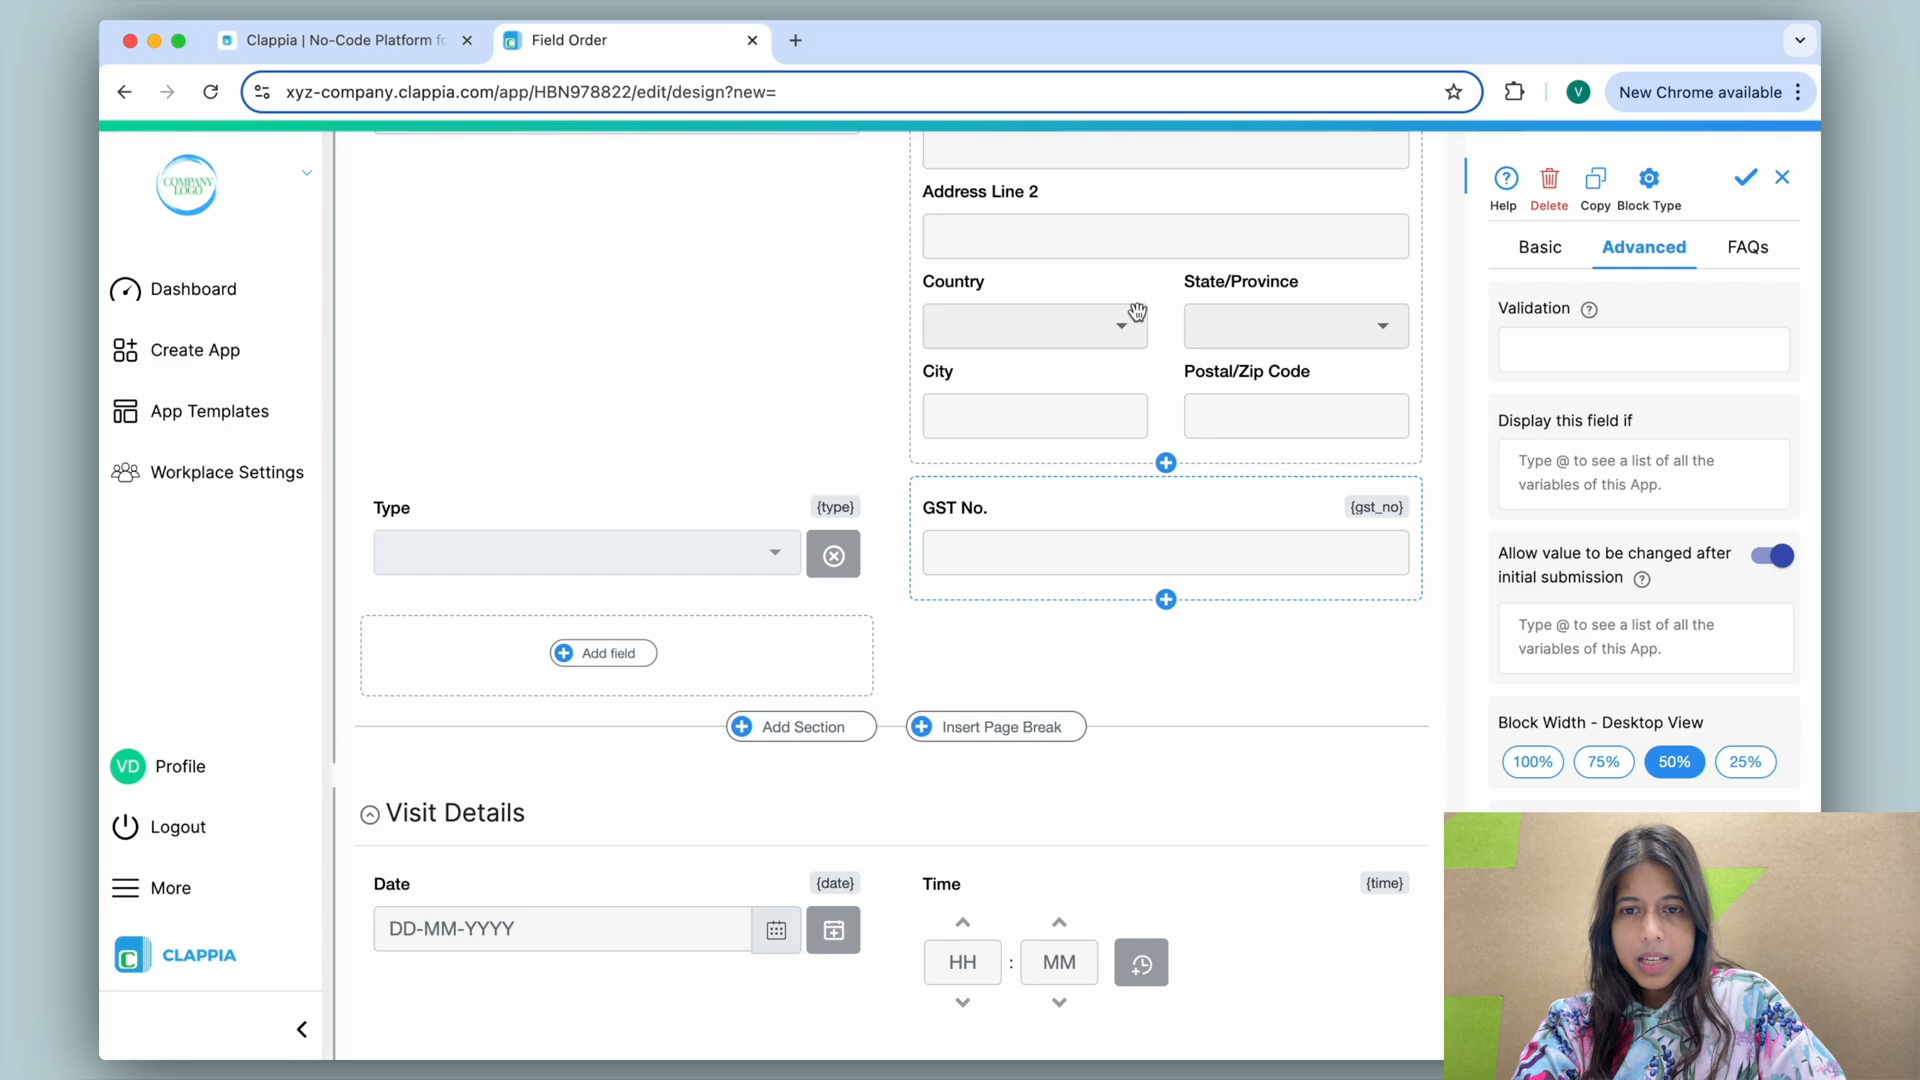 Clappia | No-Code Platform fo
Field Order
xyz-company.clappia.com/app/HBN978822/edit/design?new=
V
New Chrome available
COMPANY
LOGO
Dashboard
Create App
App Templates
Workplace Settings
VD Profile
Logout
More
CLAPPIA
Address Line 2
Country
State/Province
City
Postal/Zip Code
Type
{type}
GST No.
{gst_no}
Add field
Add Section
Insert Page Break
Visit Details
Date
{date}
DD-MM-YYYY
Time
{time}
HH : MM
Help Delete Copy Block Type
Basic Advanced FAQs
Validation ?
Display this field if
Type @ to see a list of all the
variables of this App.
Allow value to be changed after
initial submission ?
Type @ to see a list of all the
variables of this App.
Block Width - Desktop View
100% 75% 50% 25%